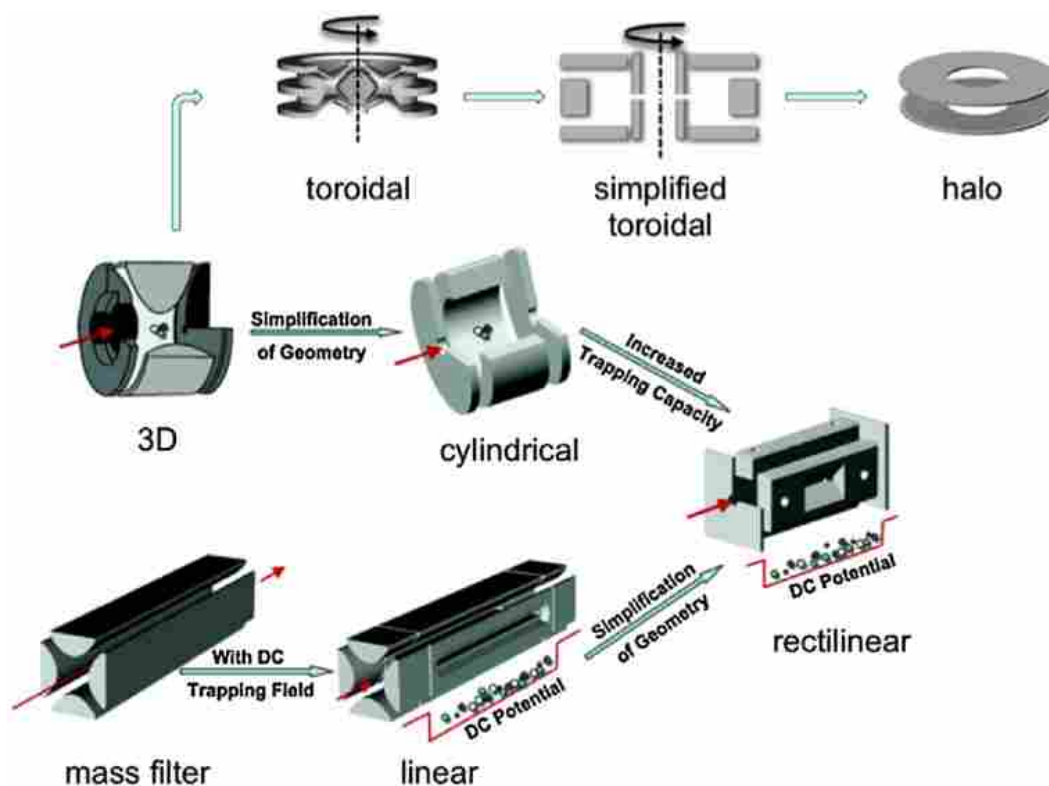 toroidal
simplified
toroidal
halo
Simplification
of Geometry
Increased
Trapping Capacity
3D
cylindrical
DC Potential
rectilinear
With DC
Trapping Field
Simplification
of Geometry
DC Potential
mass filter
linear